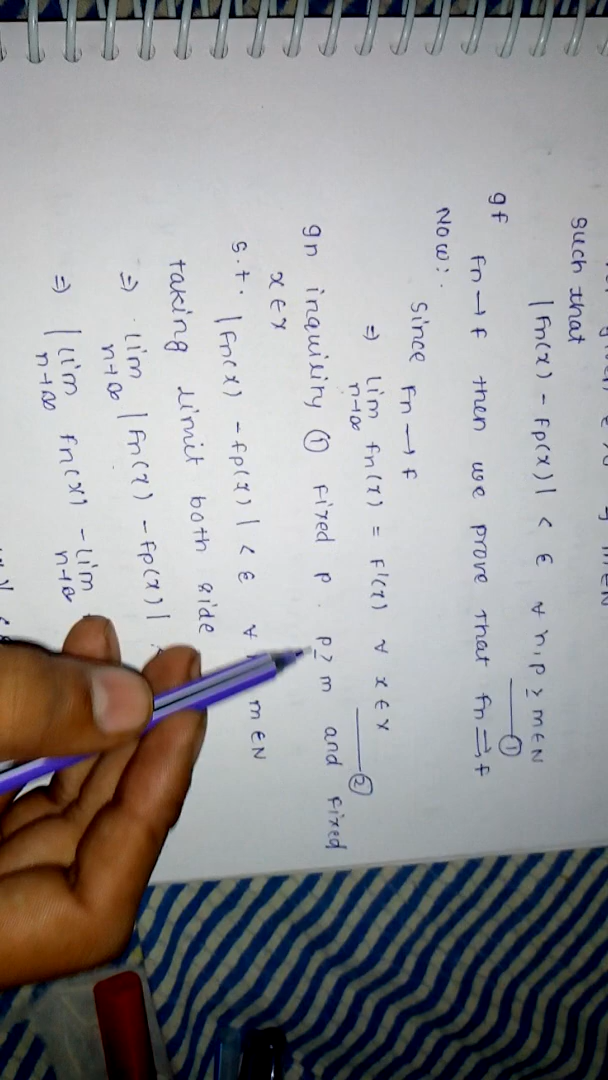 such that
|Fn(x) - Fp(x)| < ε ∀ n, p ≥ m ∈ N
①
If Fn → F then we prove that Fn ⇉ F
Now:.
Since Fn → F
⇒ Lim n→∞ fn(x) = F'(x) ∀ x ∈ X
②
In inquility ① Fixed p. p ≥ m and Fixed
x ∈ X
s.t. |Fn(x) - fp(x)| < ε ∀ m ∈ N
taking limit both side
⇒ . Lim n→∞ |Fn(x) - Fp(x)|
⇒ | Lim n→∞ Fn(x) - Lim n→∞